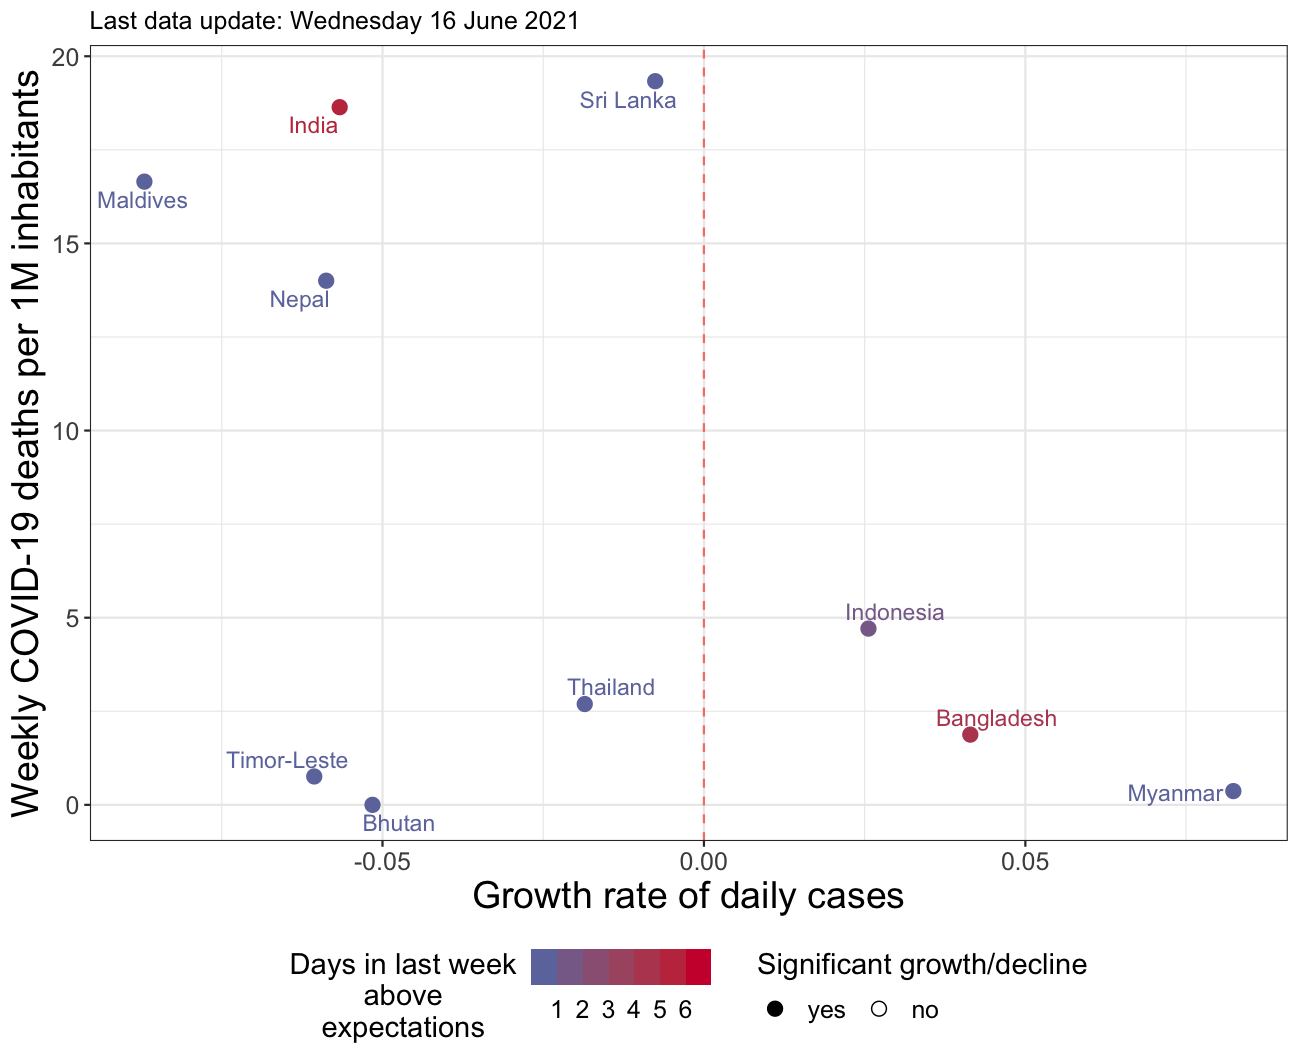 Last data update: Wednesday 16 June 2021
Weekly COVID-19 deaths per 1M inhabitants
20
15
10
5
0
Sri Lanka
India
Maldives
Nepal
Indonesia
Thailand
Bangladesh
Timor-Leste
Myanmar
Bhutan
-0.05 0.00 0.05
Growth rate of daily cases
Days in last week
above
expectations
1 2 3 4 5 6
Significant growth/decline
yes no